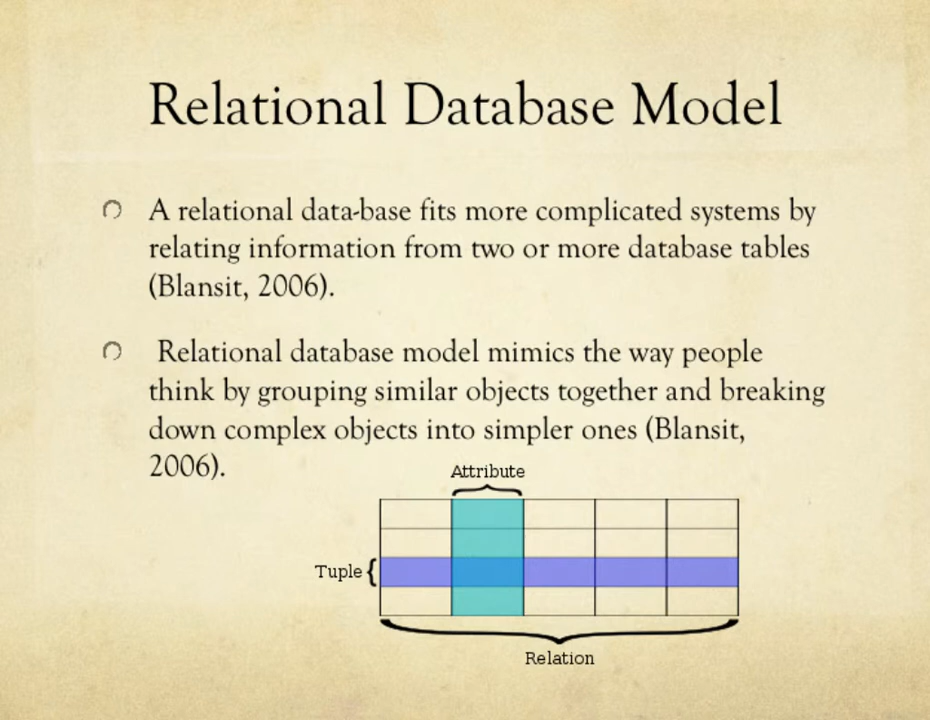 Relational Database Model
A relational data-base fits more complicated systems by
relating information from two or more database tables
(Blansit, 2006).
Relational database model mimics the way people
think by grouping similar objects together and breaking
down complex objects into simpler ones (Blansit,
2006).
Attribute
Tuple
Relation